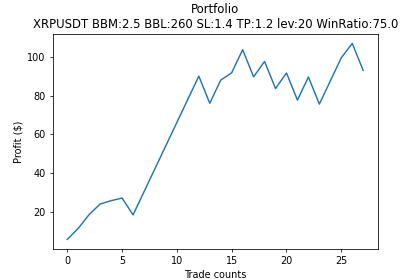 Portfolio
XRPUSDT BBM:2.5 BBL:260 SL:1.4 TP:1.2 lev:20 WinRatio:75.0
Profit ($)
100
80
60
40
20
0
5
10
15
20
25
Trade counts